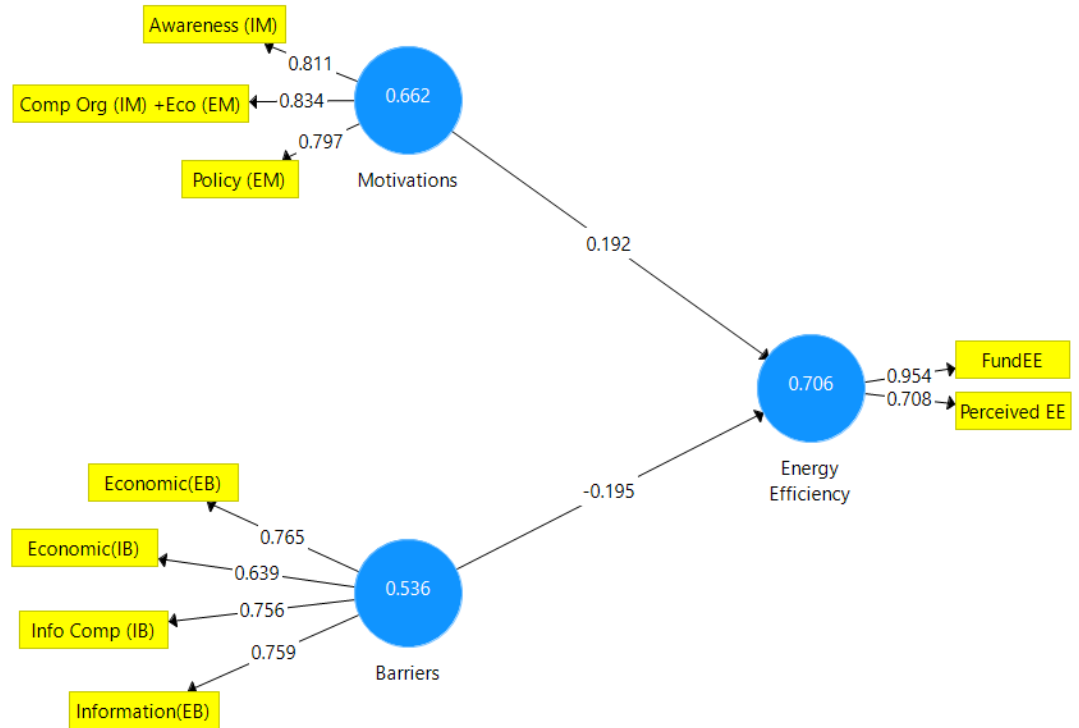 Awareness (IM)
0.811
Comp Org (IM) +Eco (EM)
0.834
0.662
0.797
Policy (EM)
Motivations
0.192
FundEE
0.954
0.706
0.708
Perceived EE
Energy
Efficiency
-0.195
Economic(EB)
0.765
Economic(IB)
0.639
0.536
0.756
Info Comp (IB)
0.759
Barriers
Information(EB)